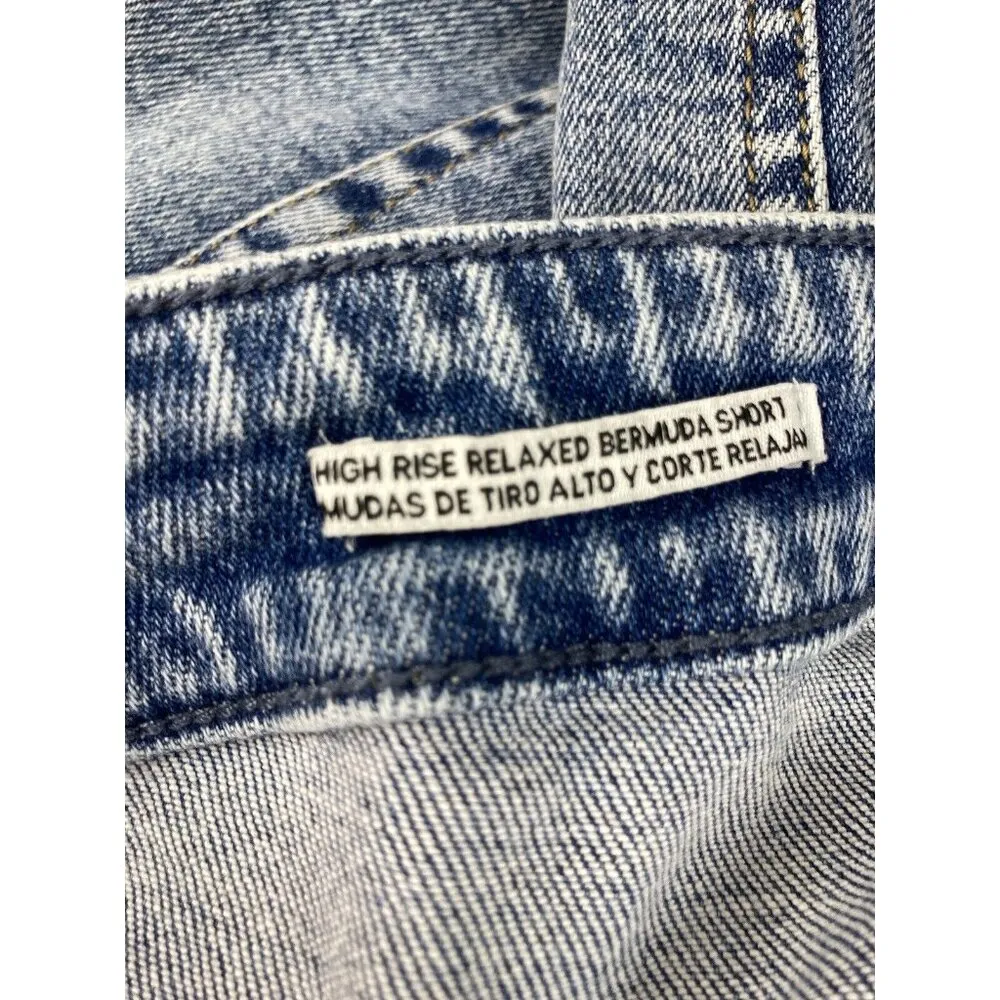 HIGH RISE RELAXED BERMUDA SHORT
MUDAS DE TIRO ALTO Y CORTE RELAJA